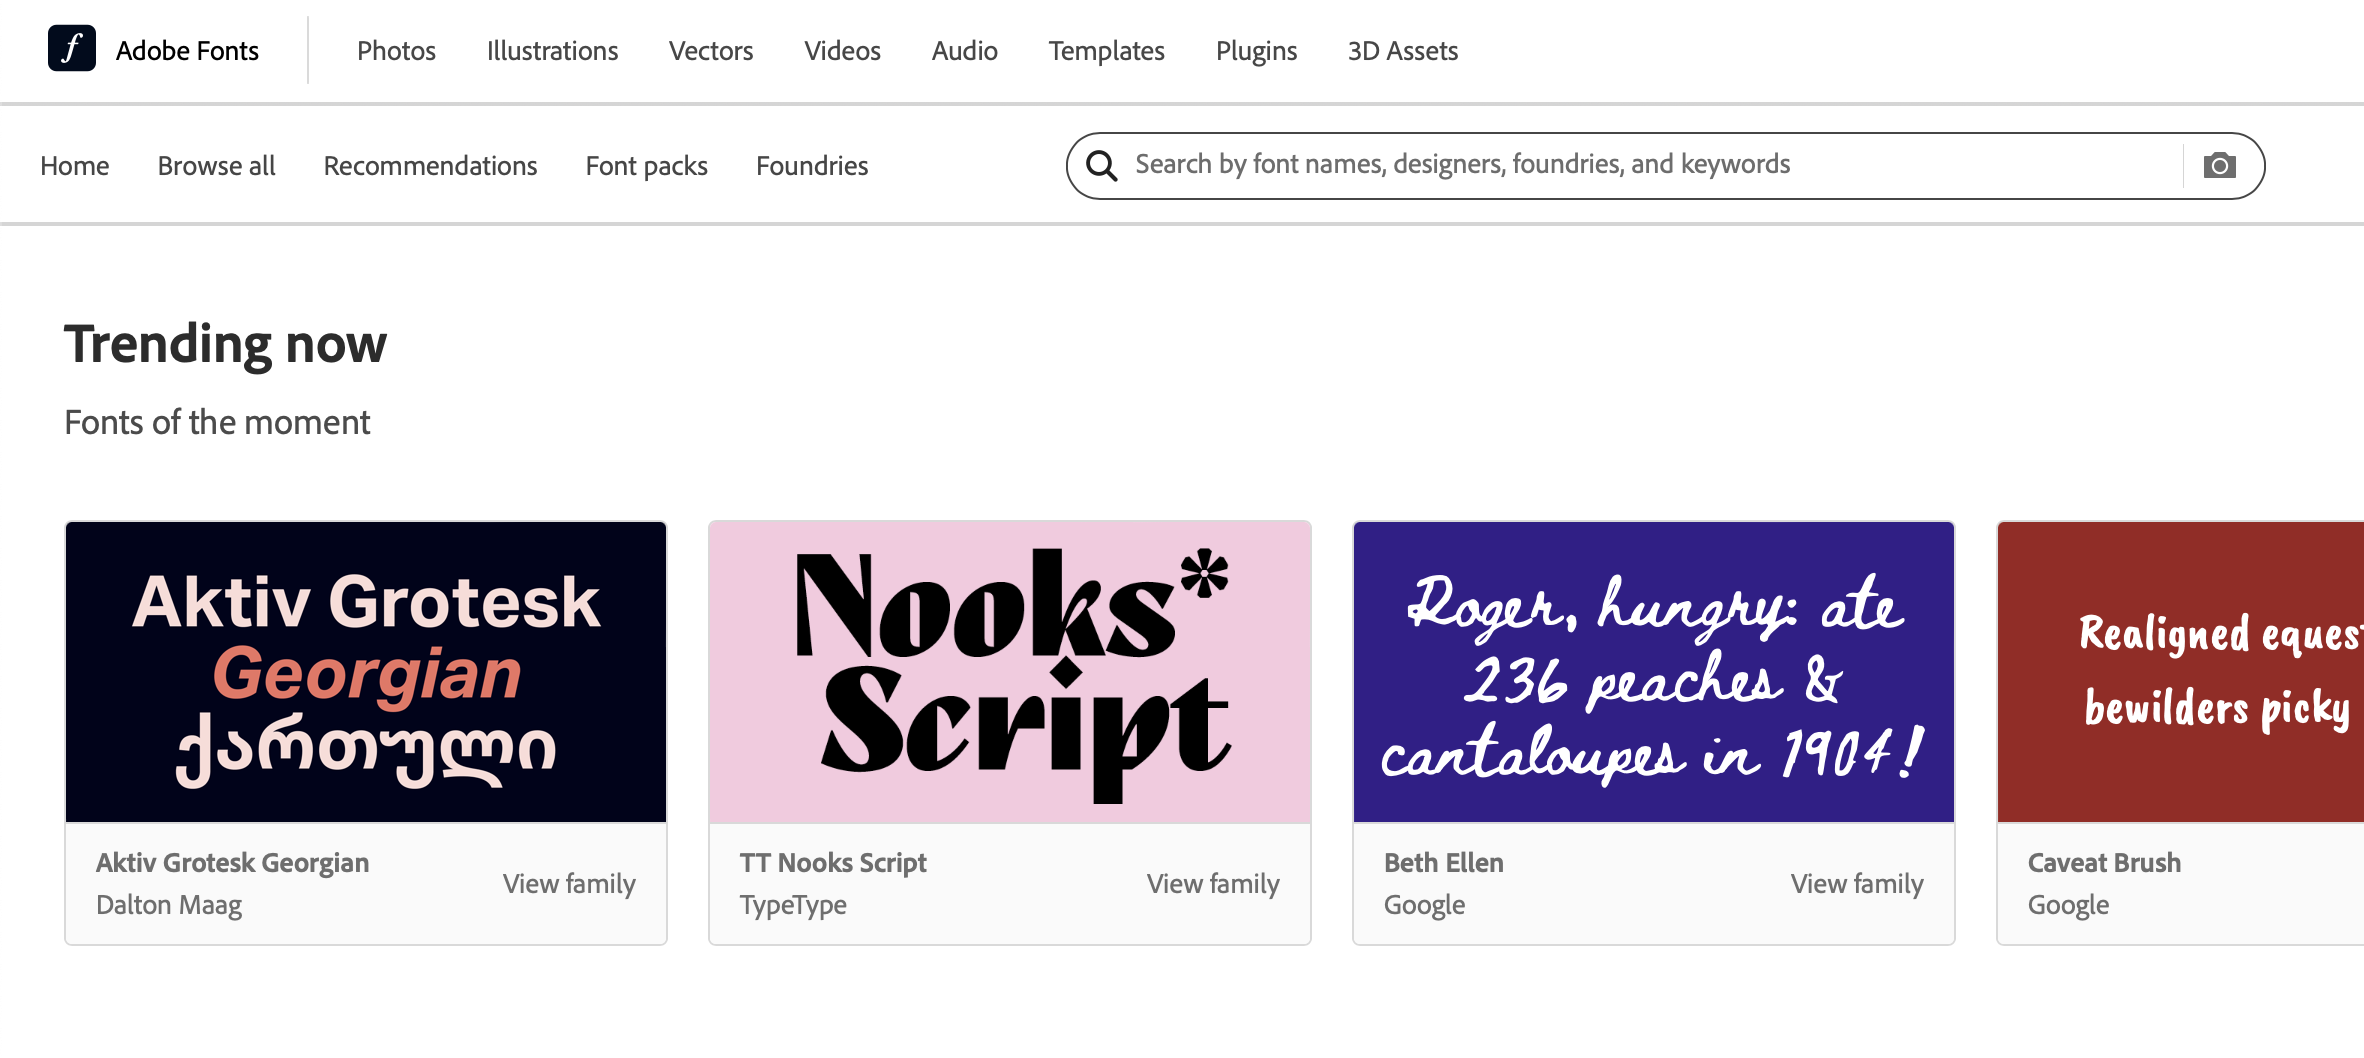 f Adobe Fonts Photos Illustrations Vectors Videos Audio Templates Plugins 3D Assets
Home Browse all Recommendations Font packs Foundries Search by font names, designers, foundries, and keywords
Trending now
Fonts of the moment
Aktiv Grotesk
Georgian
ქართული
Aktiv Grotesk Georgian
Dalton Maag
View family
Nooks*
Script
TT Nooks Script
TypeType
View family
Roger, hungry: ate
236 peaches &
cantaloupes in 1904!
Beth Ellen
Google
View family
Realigned
bewilders picky
Caveat Brush
Google